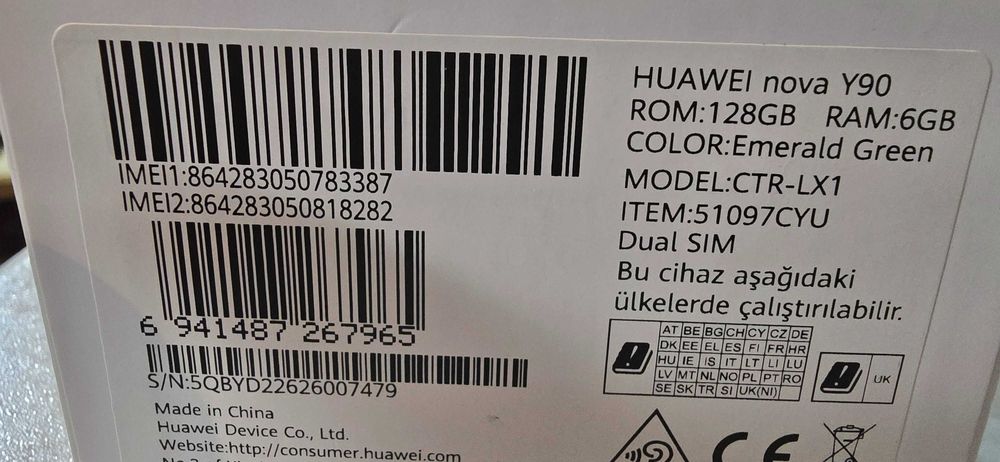 IMEI1:864283050783387
IMEI2:864283050818282
6 941487 267965
S/N:5QBYD22626007479
Made in China
Huawei Device Co., Ltd.
Website:http://consumer.huawei.com
HUAWEI nova Y90
ROM:128GB RAM:6GB
COLOR:Emerald Green
MODEL:CTR-LX1
ITEM:51097CYU
Dual SIM
Bu cihaz aşağıdaki
ülkelerde çalıştırılabilir.
AT BE BG CH CY CZ DE
DK EE EL ES FI FR HR
HU IE IS IT LT LI LU
LV MT NL NO PL PT RO
SE SK TR SI UK(NI)
UK
CE